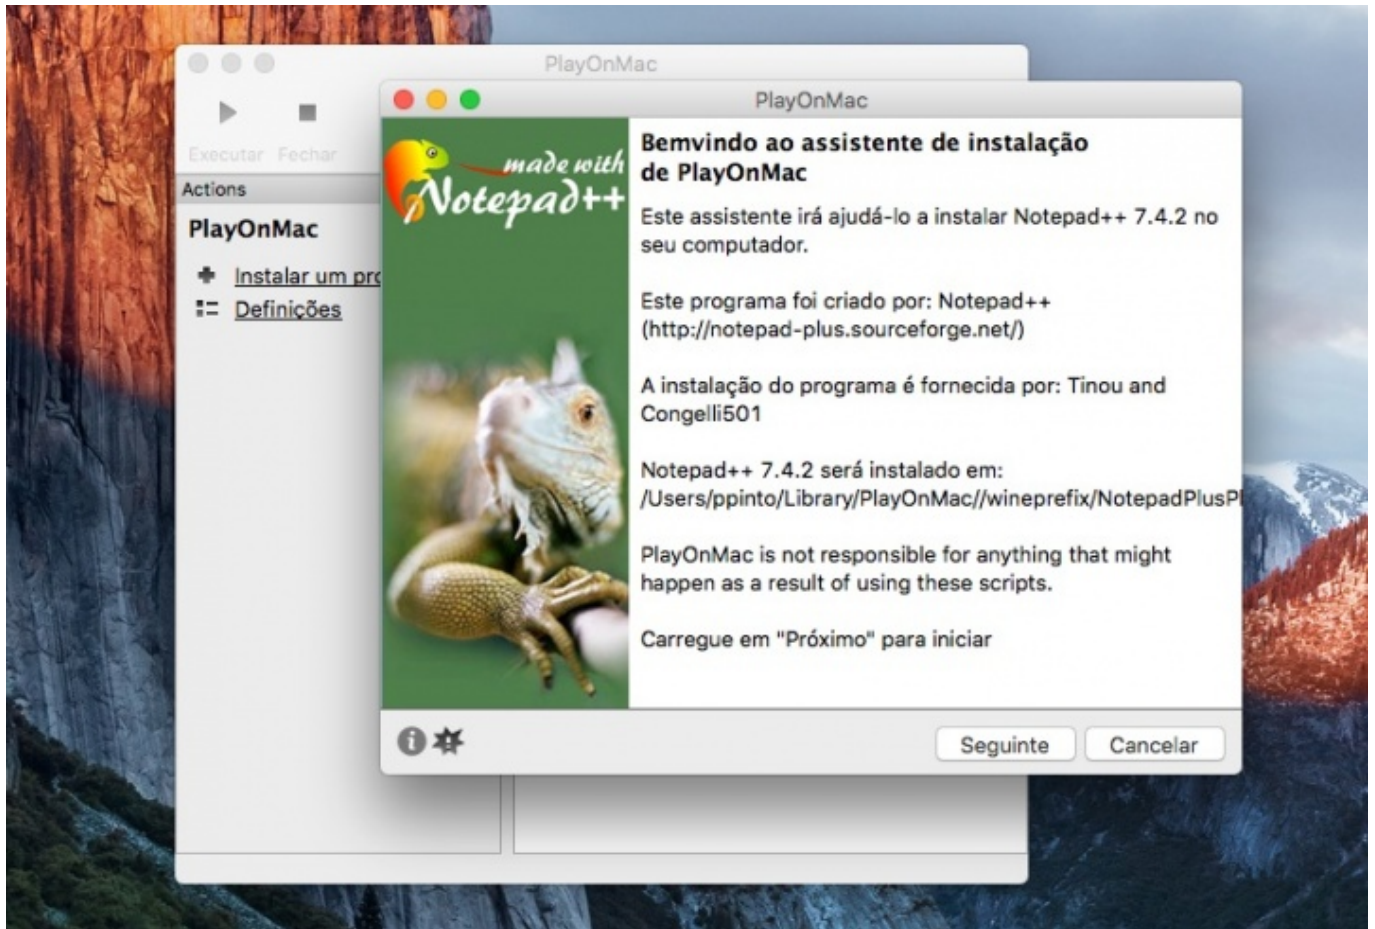 PlayOnMac
PlayOnMac
Executar Fechar
Actions
PlayOnMac
Instalar um pro
Definições
made with
Notepad++
Bemvindo ao assistente de instalação
de PlayOnMac
Este assistente irá ajudá-lo a instalar Notepad++ 7.4.2 no
seu computador.
Este programa foi criado por: Notepad++
(http://notepad-plus.sourceforge.net/)
A instalação do programa é fornecida por: Tinou and
Congelli501
Notepad++ 7.4.2 será instalado em:
/Users/ppinto/Library/PlayOnMac//wineprefix/NotepadPlusPl
PlayOnMac is not responsible for anything that might
happen as a result of using these scripts.
Carregue em "Próximo" para iniciar
Seguinte Cancelar